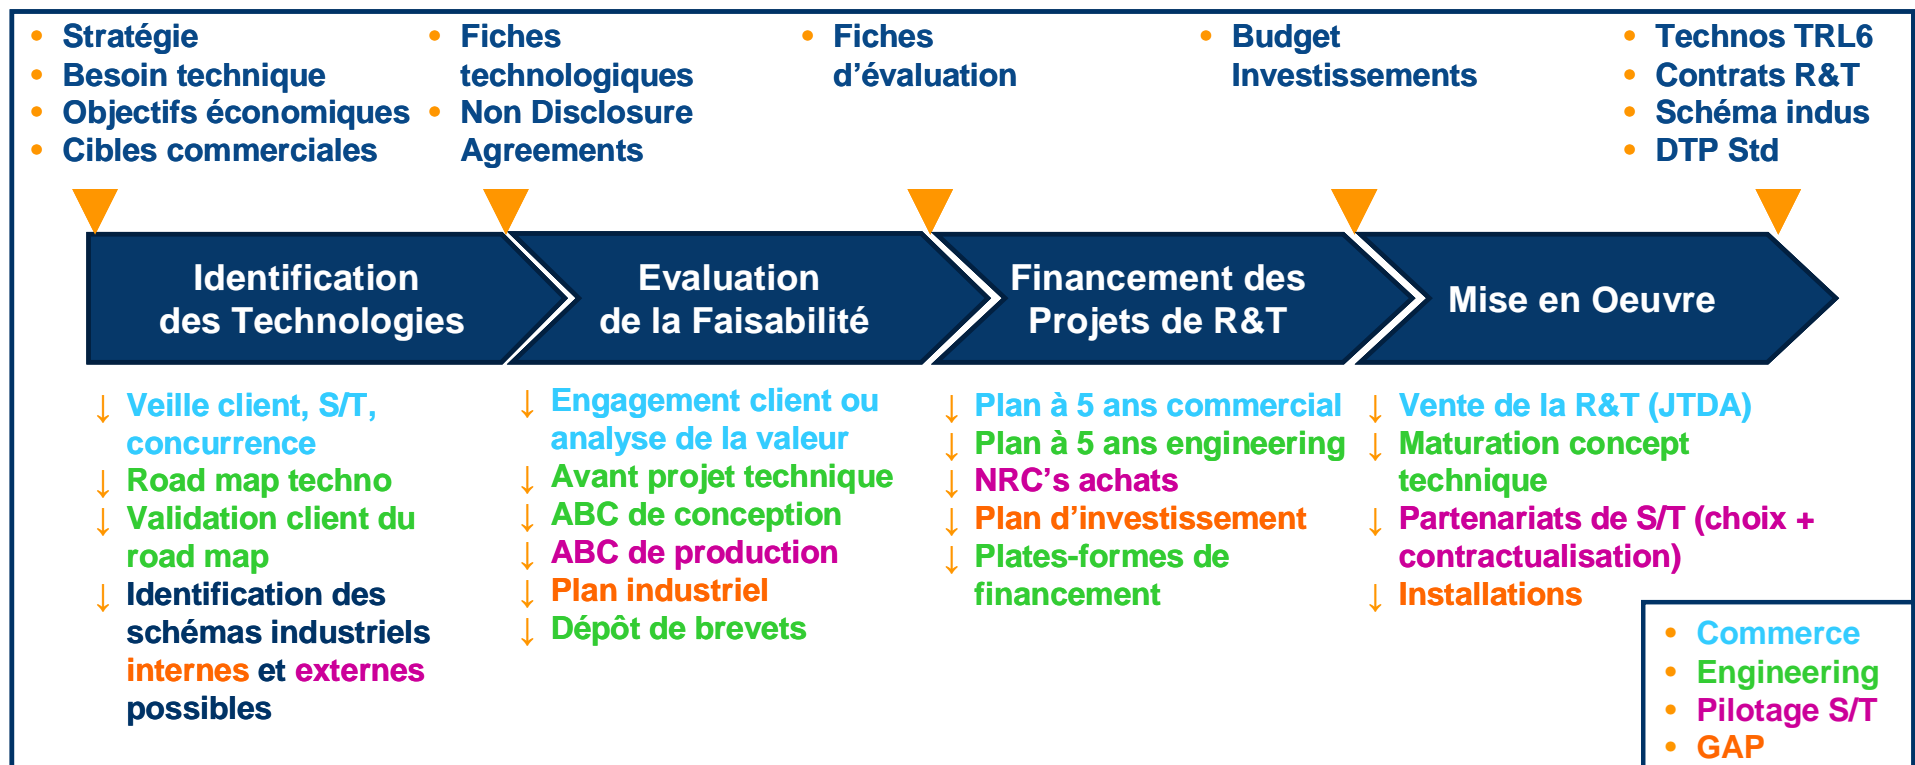 Stratégie
Besoin technique
Objectifs économiques
Cibles commerciales
Fiches
technologiques
Non Disclosure
Agreements
Fiches
d’évaluation
Budget
Investissements
Technos TRL6
Contrats R&T
Schéma indus
DTP Std
Identification
des Technologies
Evaluation
de la Faisabilité
Financement des
Projets de R&T
Mise en Oeuvre
↓ Veille client, S/T,
concurrence
↓ Road map techno
↓ Validation client du
road map
↓ Identification des
schémas industriels
internes et externes
possibles
↓ Engagement client ou
analyse de la valeur
↓ Avant projet technique
↓ ABC de conception
↓ ABC de production
↓ Plan industriel
↓ Dépôt de brevets
↓ Plan à 5 ans commercial
↓ Plan à 5 ans engineering
↓ NRC’s achats
↓ Plan d’investissement
↓ Plates-formes de
financement
↓ Vente de la R&T (JTDA)
↓ Maturation concept
technique
↓ Partenariats de S/T (choix +
contractualisation)
↓ Installations
Commerce
Engineering
Pilotage S/T
GAP